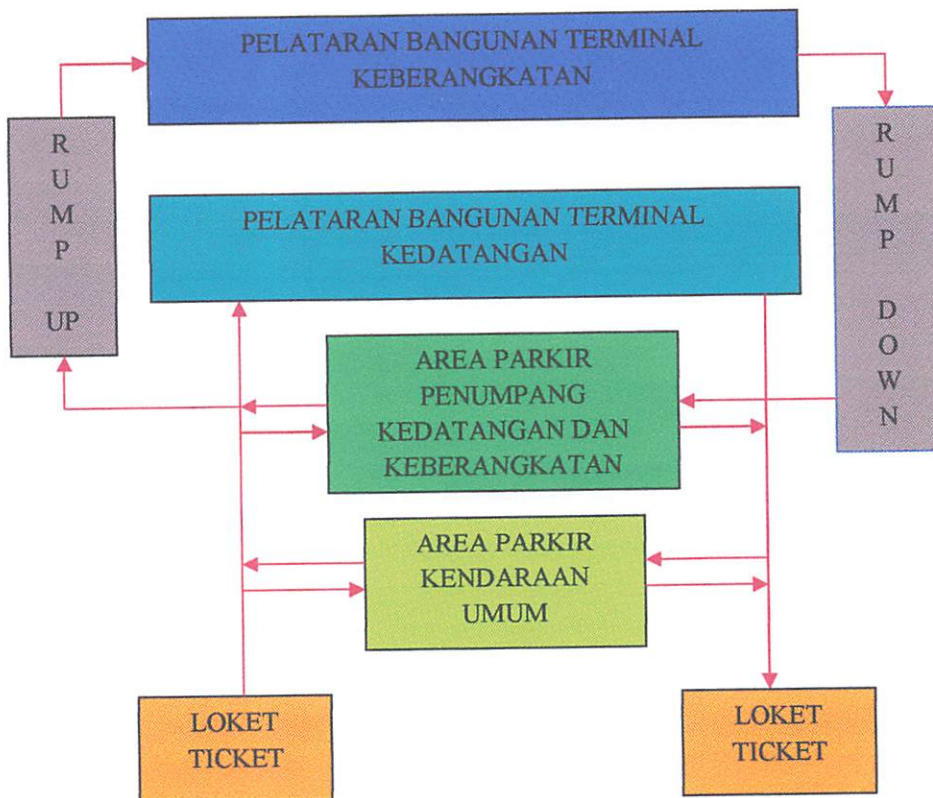 PELATARAN BANGUNAN TERMINAL
KEBERANGKATAN
R
U
M
P
UP
R
U
M
P
D
O
W
N
PELATARAN BANGUNAN TERMINAL
KEDATANGAN
AREA PARKIR
PENUMPANG
KEDATANGAN DAN
KEBERANGKATAN
AREA PARKIR
KENDARAAN
UMUM
LOKET
TICKET
LOKET
TICKET